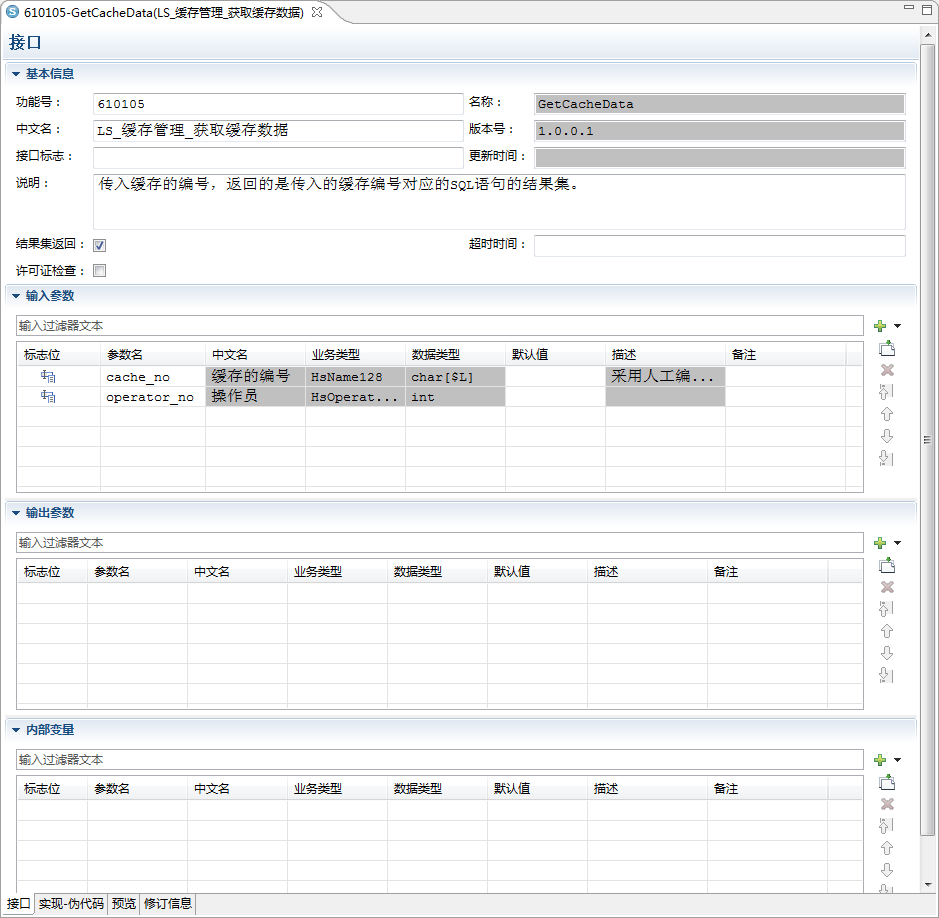 610105-GetCacheData(LS_缓存管理_获取缓存数据)
接口
基本信息
功能号： 610105 名称： GetCacheData
中文名： LS_缓存管理_获取缓存数据 版本号： 1.0.0.1
接口标志： 更新时间：
说明： 传入缓存的编号，返回的是传入的缓存编号对应的SQL语句的结果集。
结果集返回： 超时时间：
许可证检查：
输入参数
输入过滤器文本
标志位 参数名 中文名 业务类型 数据类型 默认值 描述 备注
cache_no 缓存的编号 HsName128 char[$L] 采用人工编...
operator_no 操作员 HsOperat... int
输出参数
输入过滤器文本
标志位 参数名 中文名 业务类型 数据类型 默认值 描述 备注
内部变量
输入过滤器文本
标志位 参数名 中文名 业务类型 数据类型 默认值 描述 备注
接口 实现-伪代码 预览 修订信息